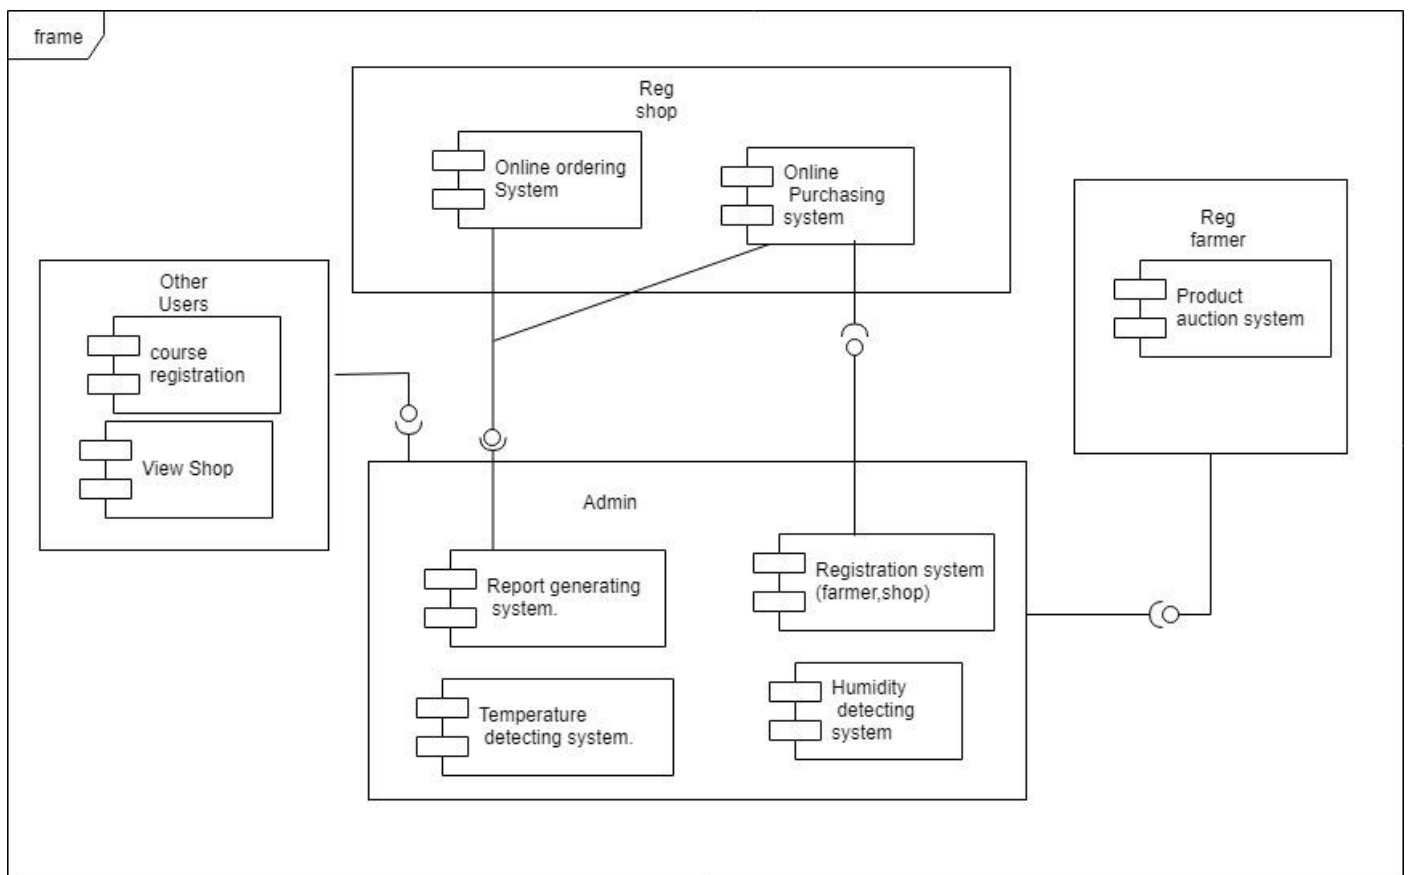 frame
Reg
shop
Online ordering
System
Online
Purchasing
system
Reg
farmer
Product
auction system
Other
Users
course
registration
View Shop
Admin
Report generating
system.
Registration system
(farmer,shop)
Temperature
detecting system.
Humidity
detecting
system